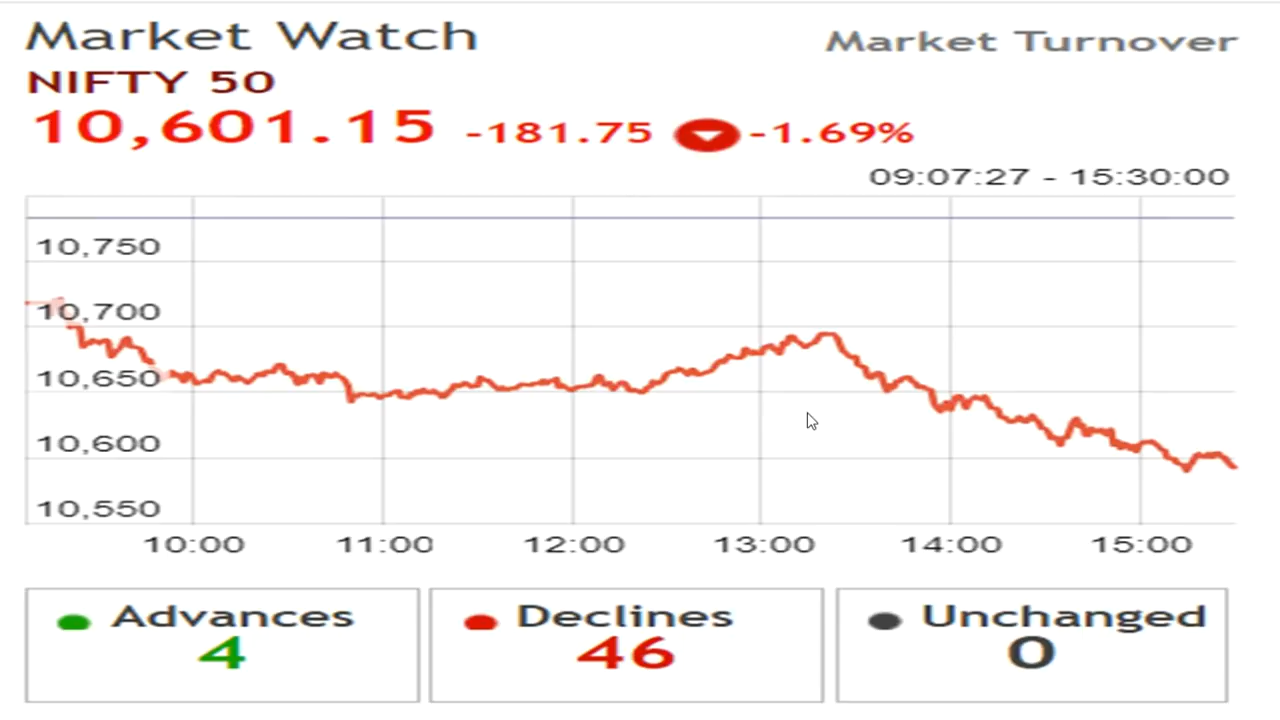 Market Watch
Market Turnover
NIFTY 50
10,601.15 -181.75 -1.69%
09:07:27 - 15:30:00
10,750
10,700
10,650
10,600
10,550
10:00 11:00 12:00 13:00 14:00 15:00
Advances
4
Declines
46
Unchanged
0